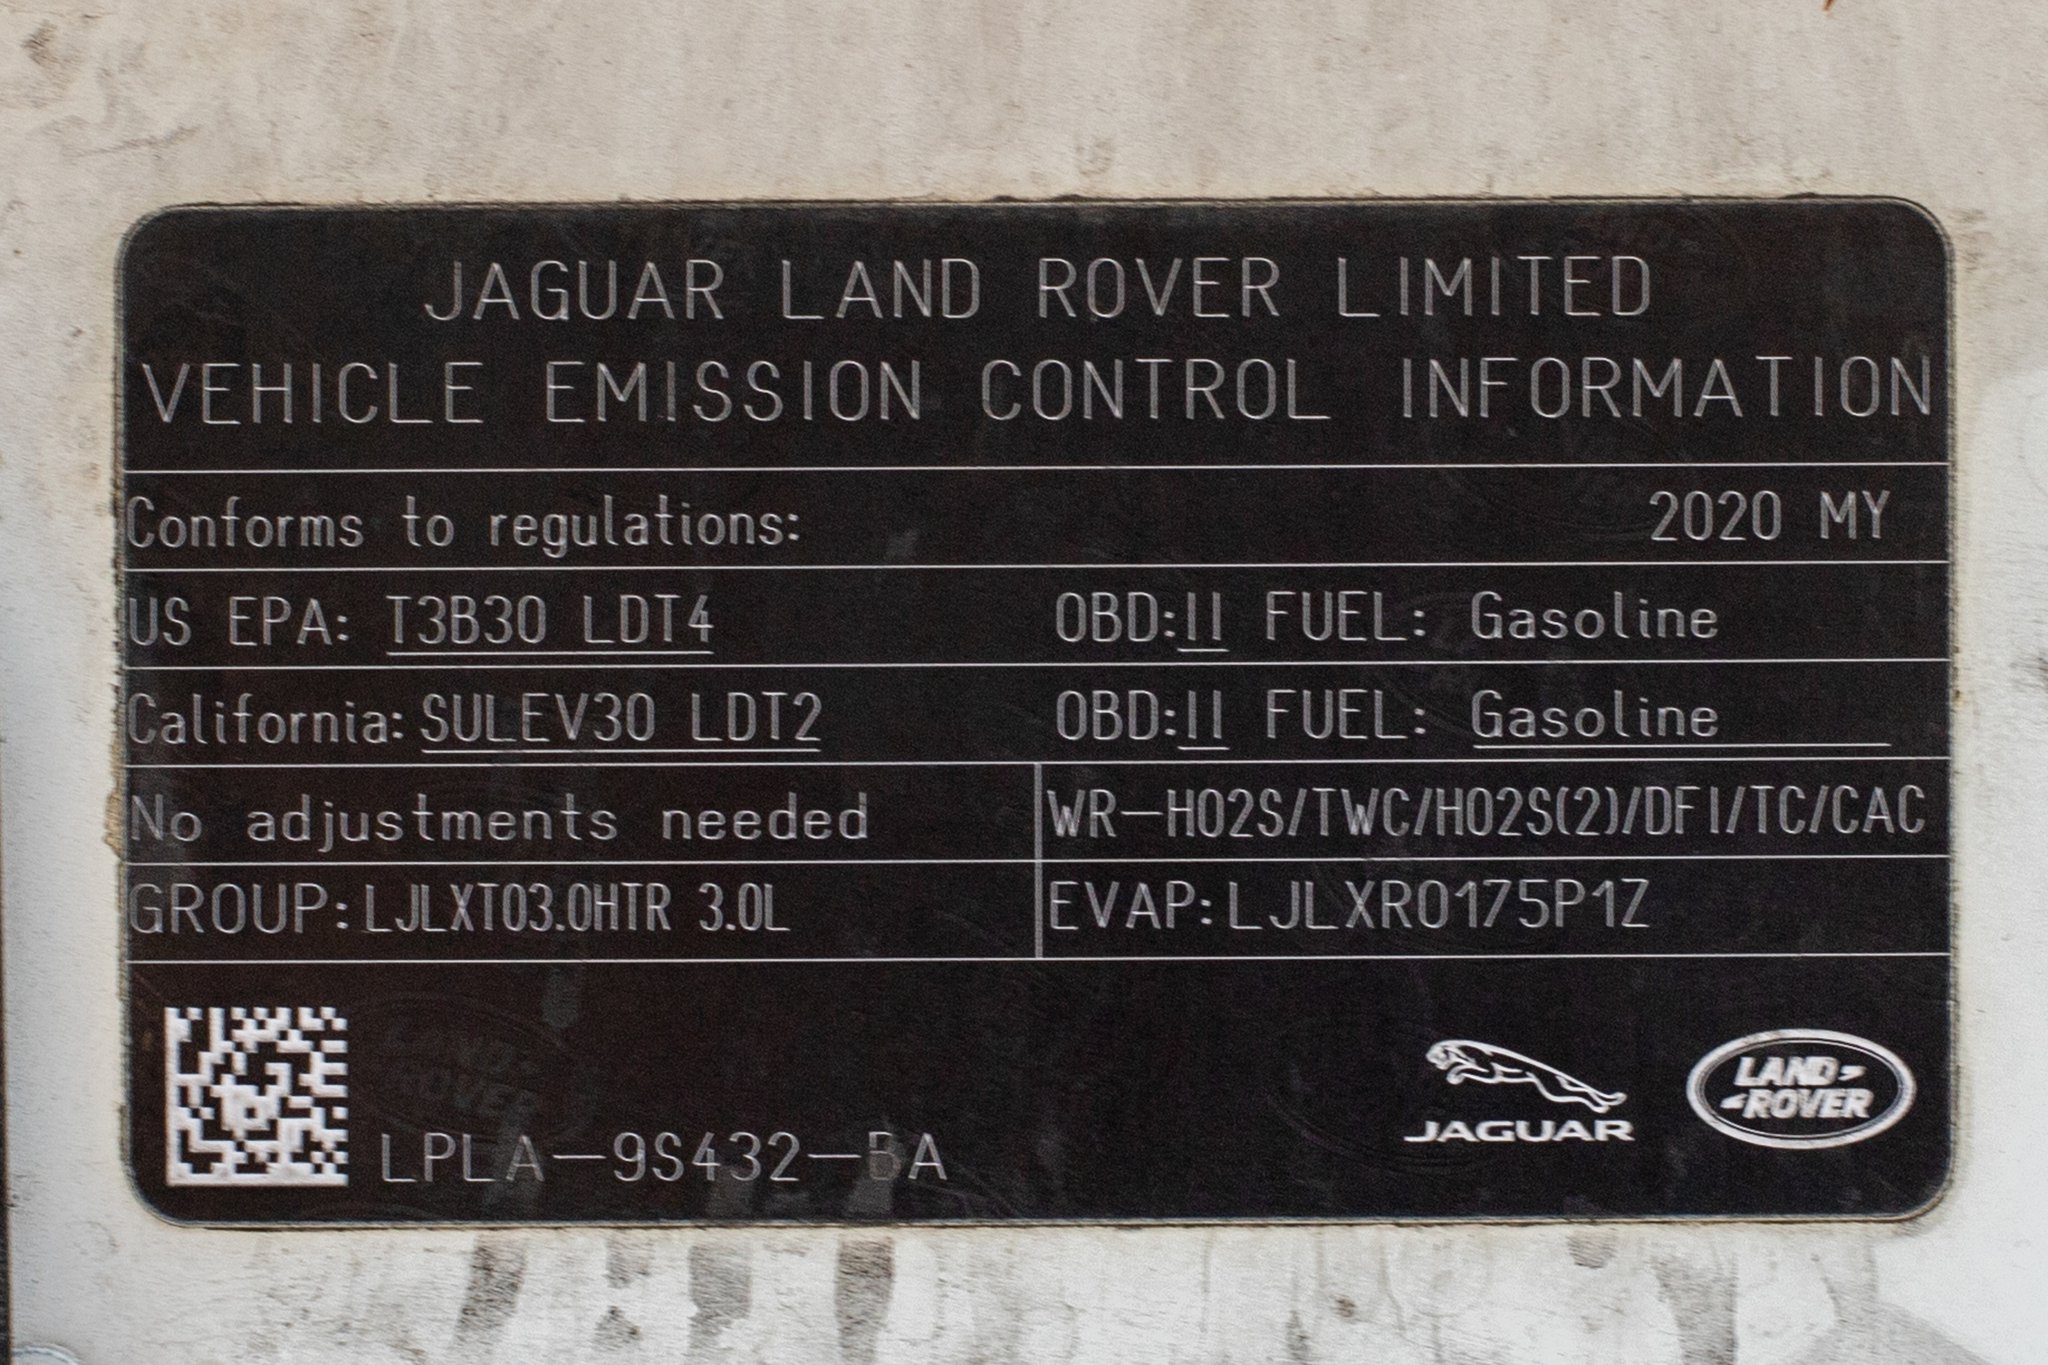 JAGUAR LAND ROVER LIMITED
VEHICLE EMISSION CONTROL INFORMATION
Conforms to regulations: 2020 MY
US EPA: T3B30 LDT4 OBD:II FUEL: Gasoline
California: SULEV30 LDT2 OBD:II FUEL: Gasoline
No adjustments needed WR-HO2S/TWC/HO2S(2)/DFI/TC/CAC
GROUP: LJLXT03.0HTR 3.0L EVAP: LJLXR0175P1Z
LPLA-9S432-BA
JAGUAR
LAND-
-ROVER